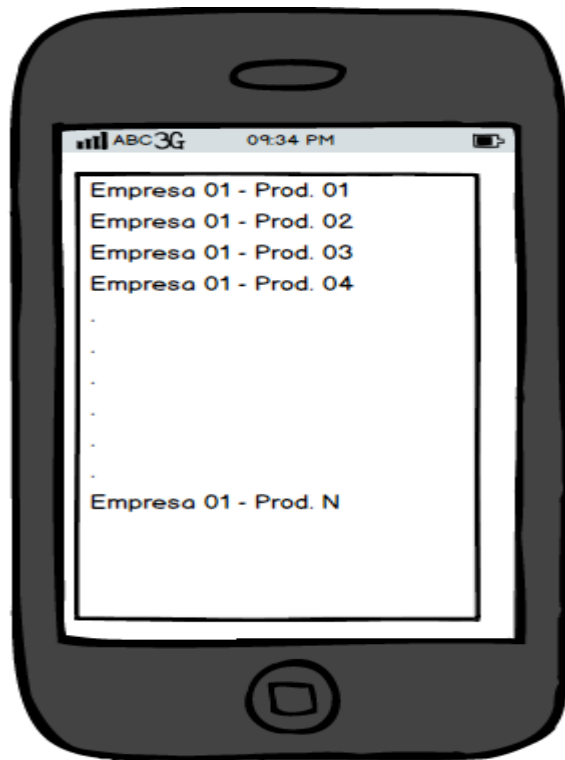 ABC 3G 09:34 PM
Empresa 01 - Prod. 01
Empresa 01 - Prod. 02
Empresa 01 - Prod. 03
Empresa 01 - Prod. 04
.
.
.
.
.
.
Empresa 01 - Prod. N